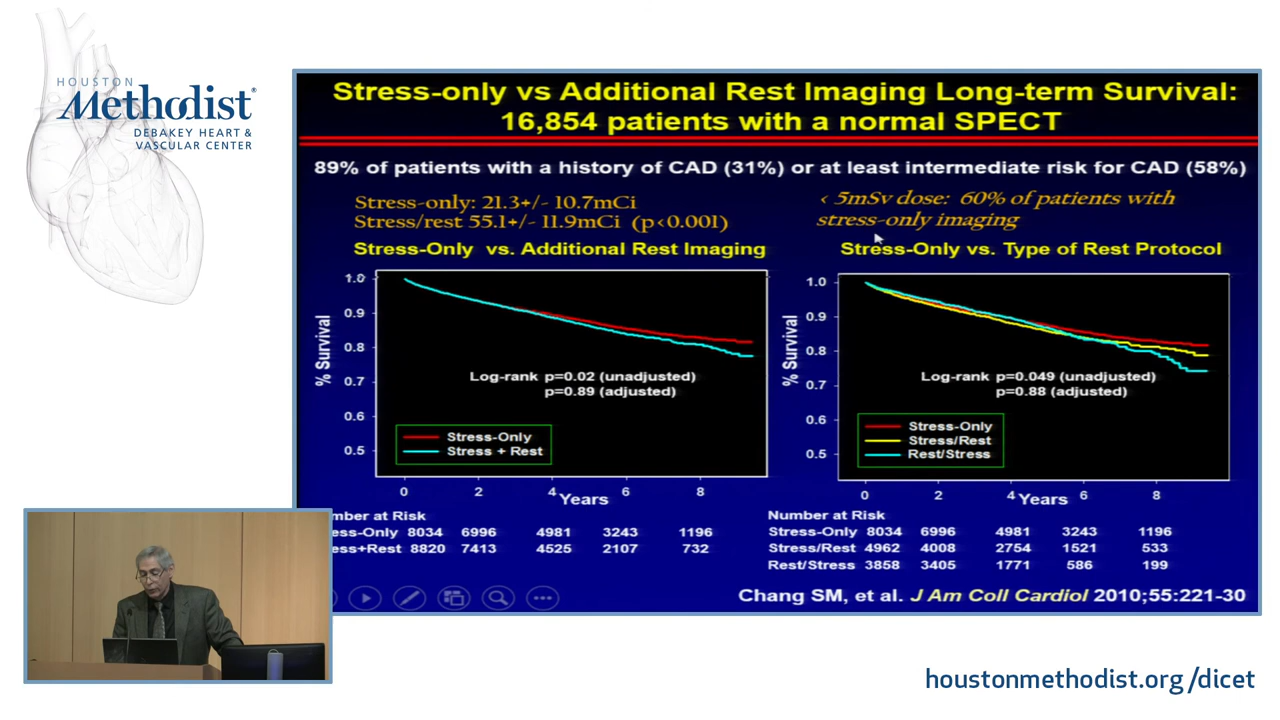 HOUSTON
Methodist®
DEBAKEY HEART &
VASCULAR CENTER
Stress-only vs Additional Rest Imaging Long-term Survival:
16,854 patients with a normal SPECT
89% of patients with a history of CAD (31%) or at least intermediate risk for CAD (58%)
Stress-only: 21.3+/- 10.7mCi
Stress/rest 55.1+/- 11.9mCi (p<0.001)
< 5mSv dose: 60% of patients with
stress-only imaging
Stress-Only vs. Additional Rest Imaging
1.0
0.9
0.8
0.7
0.6
0.5
% Survival
Log-rank p=0.02 (unadjusted)
p=0.89 (adjusted)
Stress-Only
Stress + Rest
0 2 4 6 8
Years
mber at Risk
ess-Only 8034 6996 4981 3243 1196
ess+Rest 8820 7413 4525 2107 732
Stress-Only vs. Type of Rest Protocol
1.0
0.9
0.8
0.7
0.6
0.5
% Survival
Log-rank p=0.049 (unadjusted)
p=0.88 (adjusted)
Stress-Only
Stress/Rest
Rest/Stress
0 2 4 6 8
Years
Number at Risk
Stress-Only 8034 6996 4981 3243 1196
Stress/Rest 4962 4008 2754 1521 533
Rest/Stress 3858 3405 1771 586 199
Chang SM, et al. J Am Coll Cardiol 2010;55:221-30
houstonmethodist.org/dicet